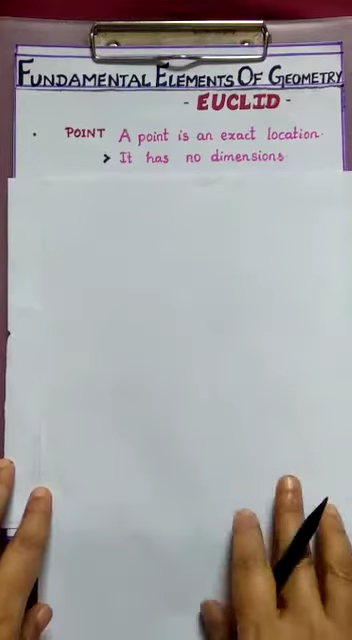 FUNDAMENTAL ELEMENTS OF GEOMETRY
- EUCLID -
• POINT A point is an exact location.
➤ It has no dimensions.